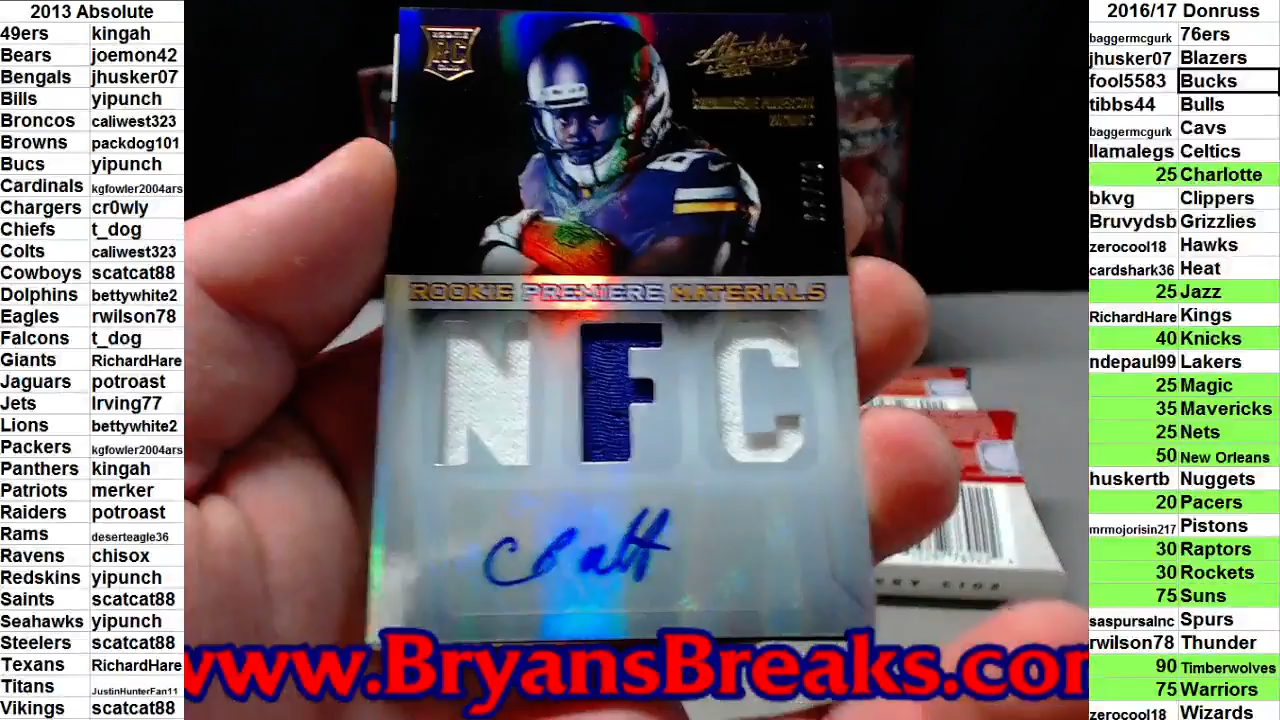 2013 Absolute
49ers kingah
Bears joemon42
Bengals jhusker07
Bills yipunch
Broncos caliwest323
Browns packdog101
Bucs yipunch
Cardinals kgfowler2004ars
Chargers cr0wly
Chiefs t_dog
Colts caliwest323
Cowboys scatcat88
Dolphins bettywhite2
Eagles rwilson78
Falcons t_dog
Giants RichardHare
Jaguars potroast
Jets Irving77
Lions bettywhite2
Packers kgfowler2004ars
Panthers kingah
Patriots merker
Raiders potroast
Rams deserteagle36
Ravens chisox
Redskins yipunch
Saints scatcat88
Seahawks yipunch
Steelers scatcat88
Texans RichardHare
Titans JustinHunterFan11
Vikings scatcat88
RC
Absolute
ROOKIE PREMIERE MATERIALS
NFC
www.BryansBreaks.com
2016/17 Donruss
baggermcgurk 76ers
jhusker07 Blazers
fool5583 Bucks
tibbs44 Bulls
baggermcgurk Cavs
llamalegs Celtics
25 Charlotte
bkvg Clippers
Bruvydsb Grizzlies
zerocool18 Hawks
cardshark36 Heat
25 Jazz
RichardHare Kings
40 Knicks
ndepaul99 Lakers
25 Magic
35 Mavericks
25 Nets
50 New Orleans
huskertb Nuggets
20 Pacers
mrmojorisin217 Pistons
30 Raptors
30 Rockets
75 Suns
saspursalnc Spurs
rwilson78 Thunder
90 Timberwolves
75 Warriors
zerocool18 Wizards